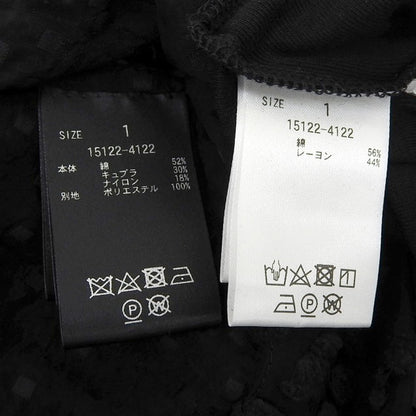 SIZE 1
15122-4122
本体 綿 52%
キュプラ 30%
ナイロン 18%
別地 ポリエステル 100%
P W
SIZE 1
15122-4122
綿 56%
レーヨン 44%
1
P W